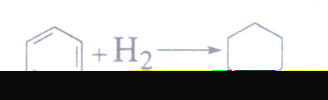 + H₂